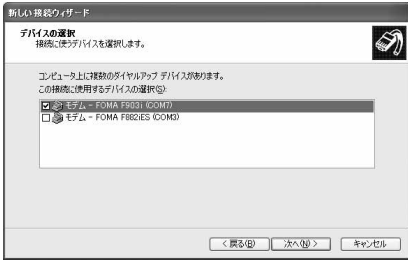 新しい接続ウィザード
デバイスの選択
接続に使うデバイスを選択します。
コンピュータ上に複数のダイヤルアップ デバイスがあります。
この接続に使用するデバイスの選択(S):
モデム - FOMA F903i (COM7)
モデム - FOMA F882iES (COM3)
< 戻る(B)
次へ(N) >
キャンセル